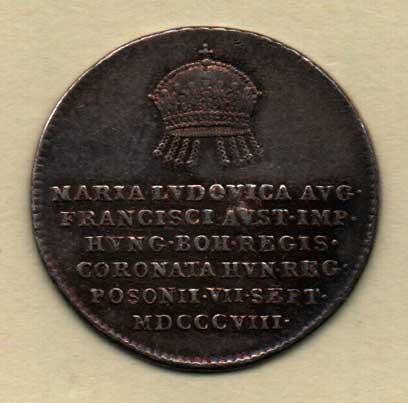 MARIA LVDOVICA AVG·
FRANCISCI AVST·IMP·
HVNG·BOH·REGIS·
CORONATA HVN·REG·
POSONII·VII·SEPT·
MDCCCVIII·